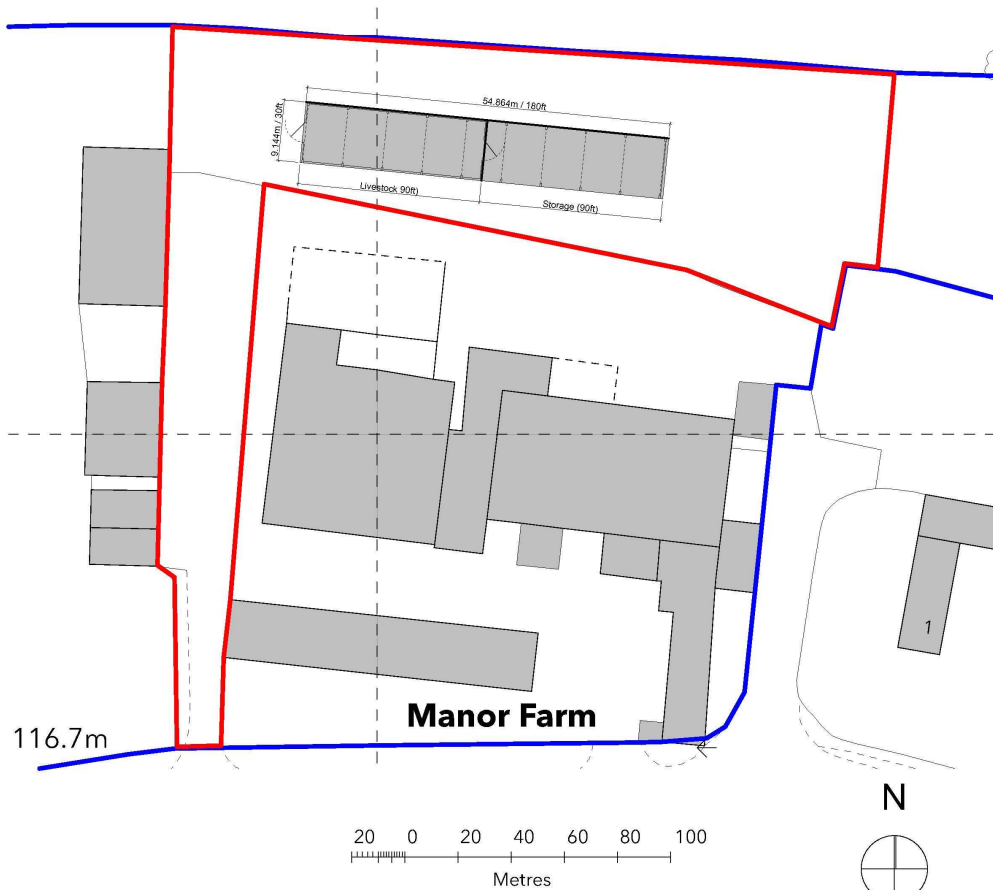 54.864m / 180ft
9.144m / 30ft
Livestock 90ft)
Storage (90ft)
1
Manor Farm
116.7m
N
20 0 20 40 60 80 100
Metres